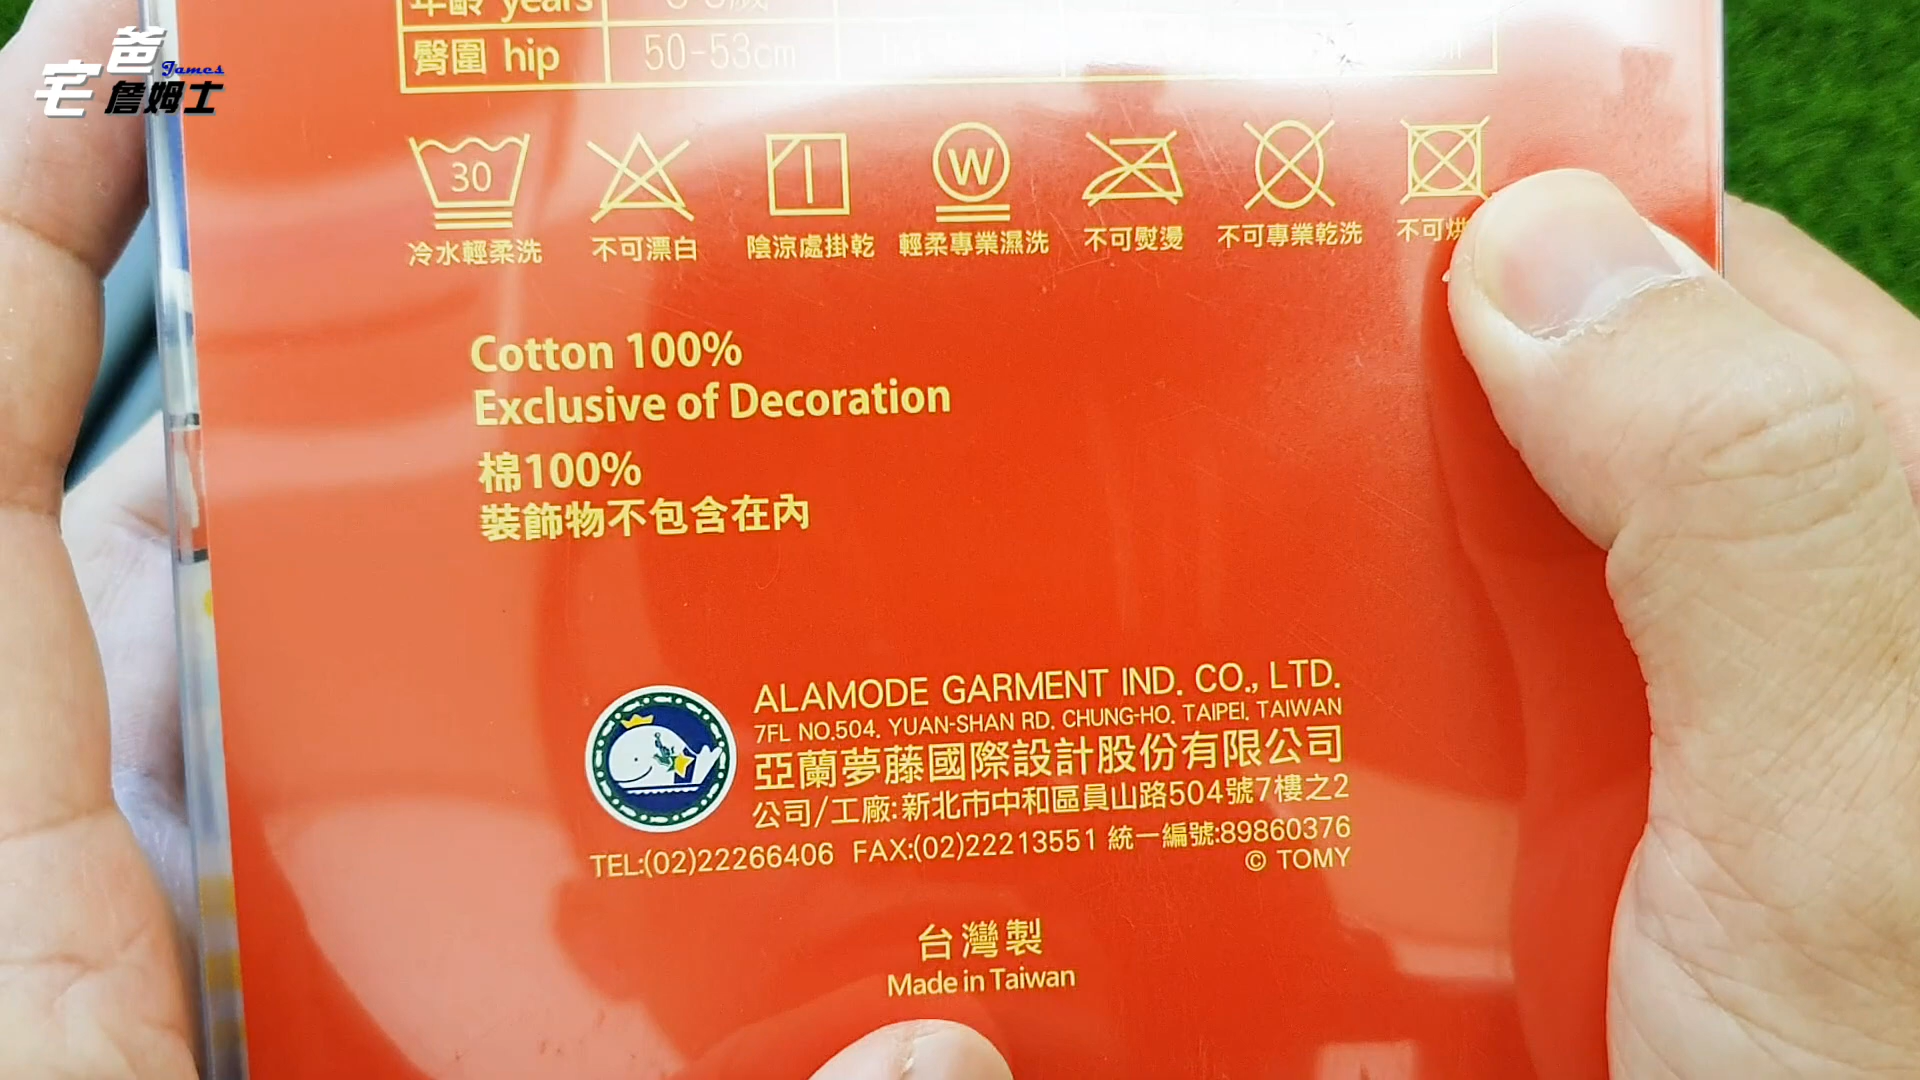 宅爸
James
詹姆士
年齡 years
臀圍 hip 50-53cm
30
W
冷水輕柔洗 不可漂白 陰涼處掛乾 輕柔專業濕洗 不可熨燙 不可專業乾洗 不可烘
Cotton 100%
Exclusive of Decoration
棉100%
裝飾物不包含在內
ALAMODE GARMENT IND. CO., LTD.
7FL NO.504. YUAN-SHAN RD. CHUNG-HO. TAIPEI. TAIWAN
亞蘭夢藤國際設計股份有限公司
公司/工廠:新北市中和區員山路504號7樓之2
TEL:(02)22266406 FAX:(02)22213551 統一編號:89860376
© TOMY
台灣製
Made in Taiwan